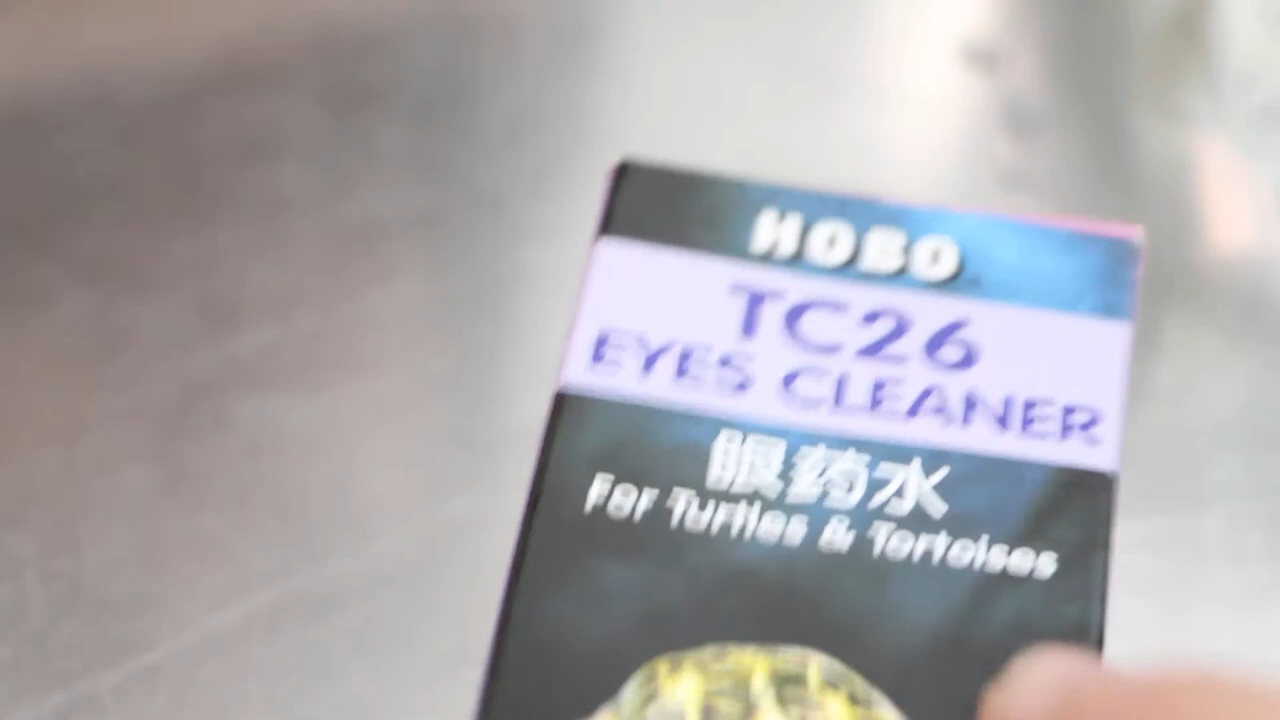 HOBO
TC26
EYES CLEANER
眼药水
For Turtles & Tortoises